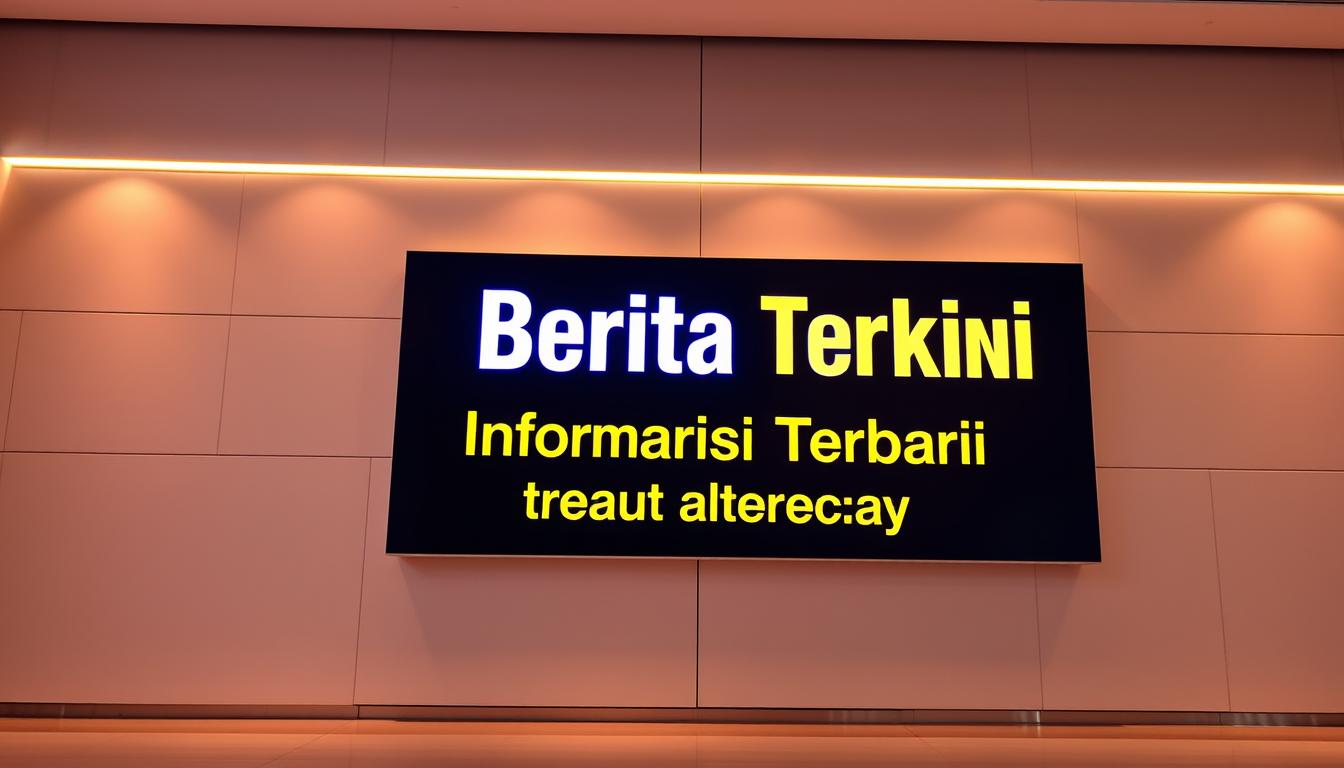 Berita Terkini
Informarisi Terbarii
treaut alterec:ay